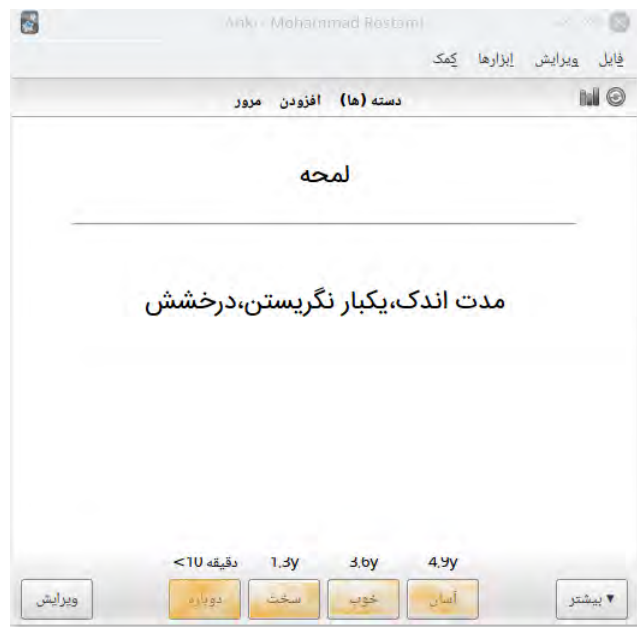 Anki - Mohammad Rostami
فایل ویرایش ابزارها کمک
دسته (ها) افزودن مرور
لمحه
مدت اندک،یکبار نگریستن،درخشش
4.9y 3.6y 1.3y <10 دقیقه
بیشتر ▾ آسان خوب سخت دوباره ویرایش